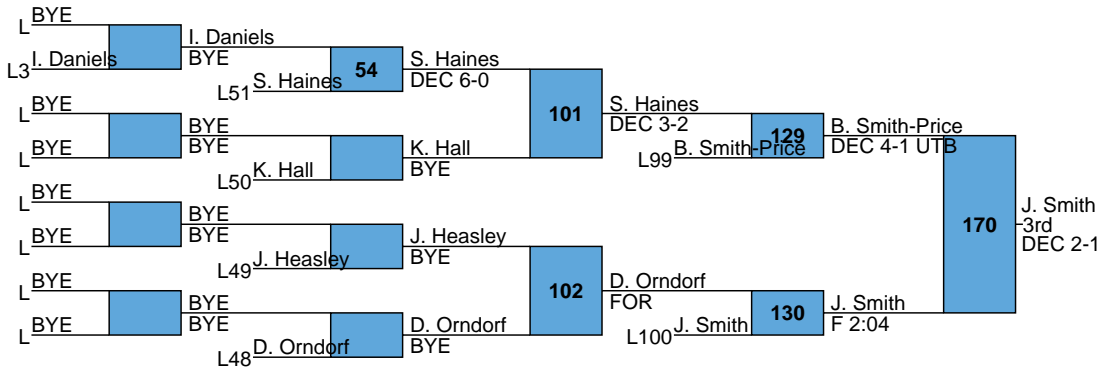 BYE
L
I. Daniels
I. Daniels
BYE
L3
S. Haines
54
S. Haines
DEC 6-0
L51
BYE
L
101
S. Haines
DEC 3-2
BYE
BYE
129
B. Smith-Price
DEC 4-1 UTB
BYE
L
K. Hall
BYE
B. Smith-Price
L99
K. Hall
L50
BYE
L
J. Smith
3rd
DEC 2-1
170
BYE
BYE
BYE
L
J. Heasley
BYE
J. Heasley
L49
BYE
L
102
D. Orndorf
FOR
BYE
BYE
130
J. Smith
F 2:04
BYE
L
D. Orndorf
BYE
J. Smith
L100
D. Orndorf
L48